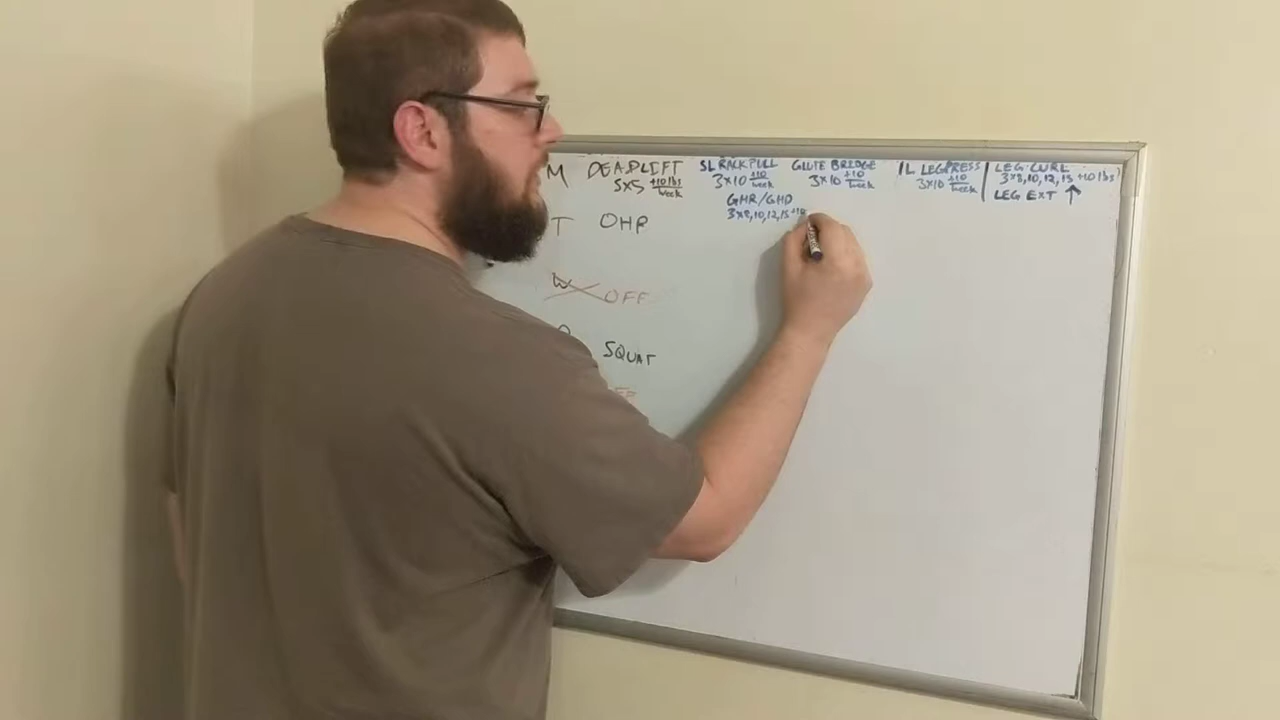 M DEADLIFT SL RACK PULL GLUTE BRIDGE 1L LEG PRESS LEG CURL
5x5 +10 lbs week 3x10 +10 week 3x10 +10 week 3x10 +10 week 3x8,10,12,15 +10 lbs
GHR/GHD LEG EXT ↑
3x8,10,12,15 +10
T OHP
W OFF
SQUAT